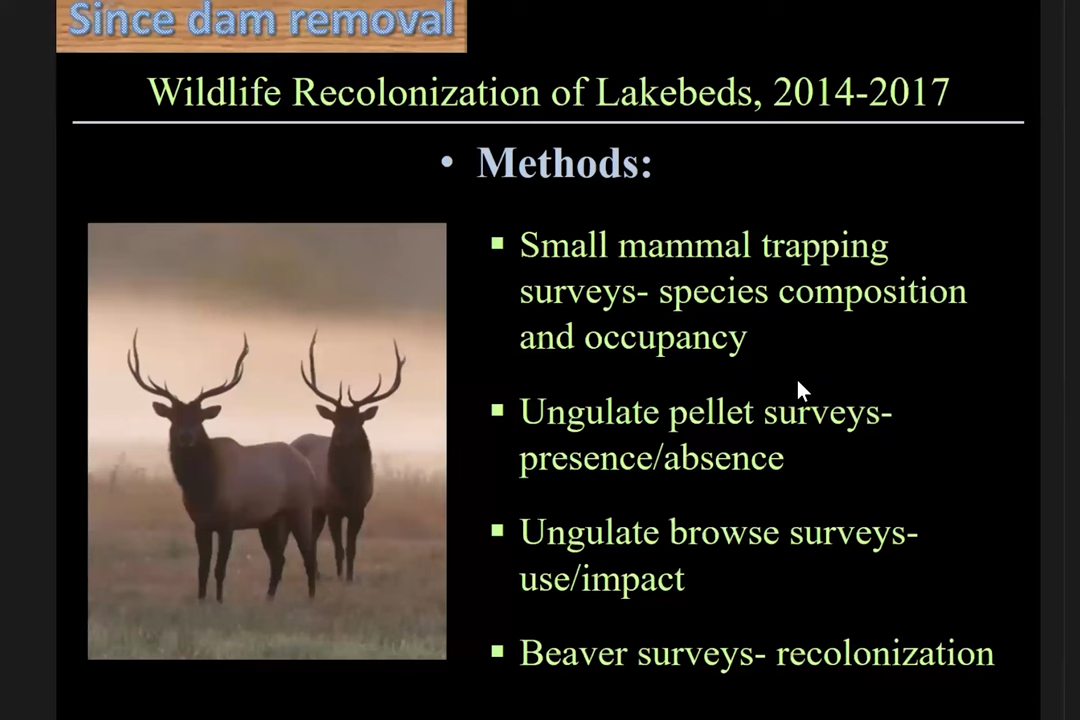 Since dam removal
Wildlife Recolonization of Lakebeds, 2014-2017
• Methods:
▪ Small mammal trapping
surveys- species composition
and occupancy
▪ Ungulate pellet surveys-
presence/absence
▪ Ungulate browse surveys-
use/impact
▪ Beaver surveys- recolonization